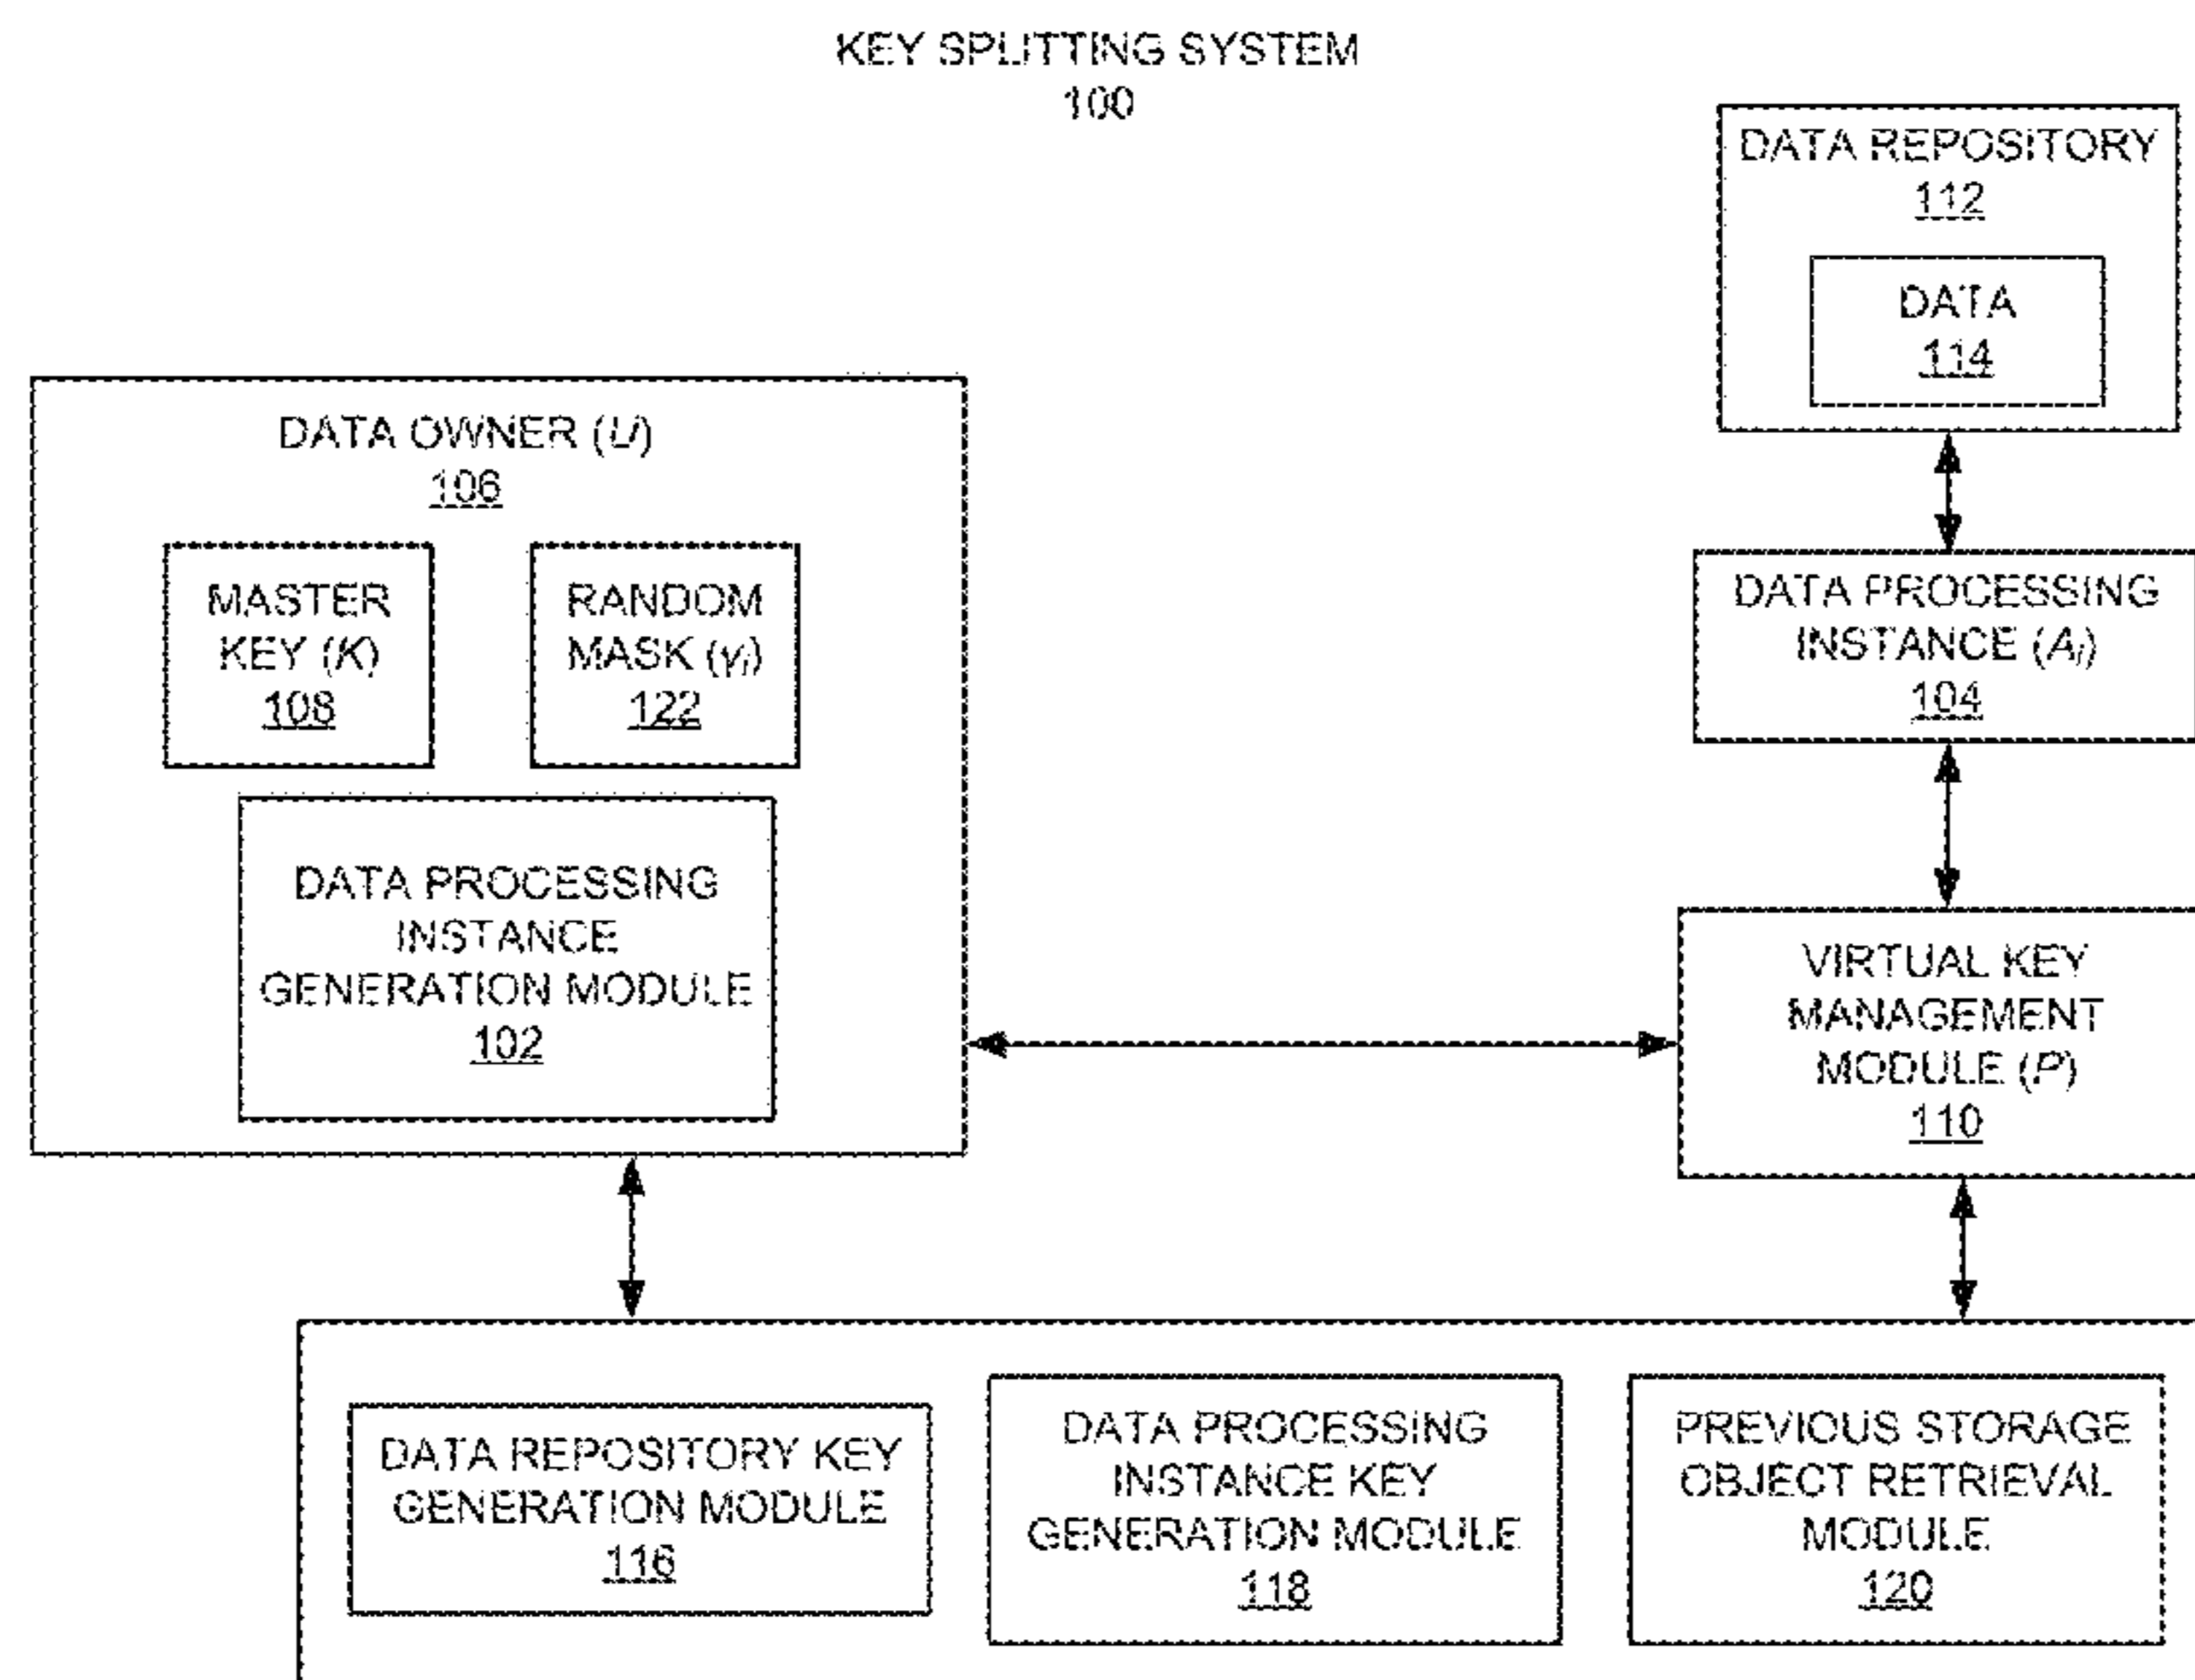 KEY SPLITTING SYSTEM
100
DATA REPOSITORY
112
DATA
114
DATA OWNER (U)
106
MASTER
KEY (K)
108
RANDOM
MASK (γi)
122
DATA PROCESSING
INSTANCE
GENERATION MODULE
102
DATA PROCESSING
INSTANCE (Ai)
104
VIRTUAL KEY
MANAGEMENT
MODULE (P)
110
DATA REPOSITORY KEY
GENERATION MODULE
116
DATA PROCESSING
INSTANCE KEY
GENERATION MODULE
118
PREVIOUS STORAGE
OBJECT RETRIEVAL
MODULE
120